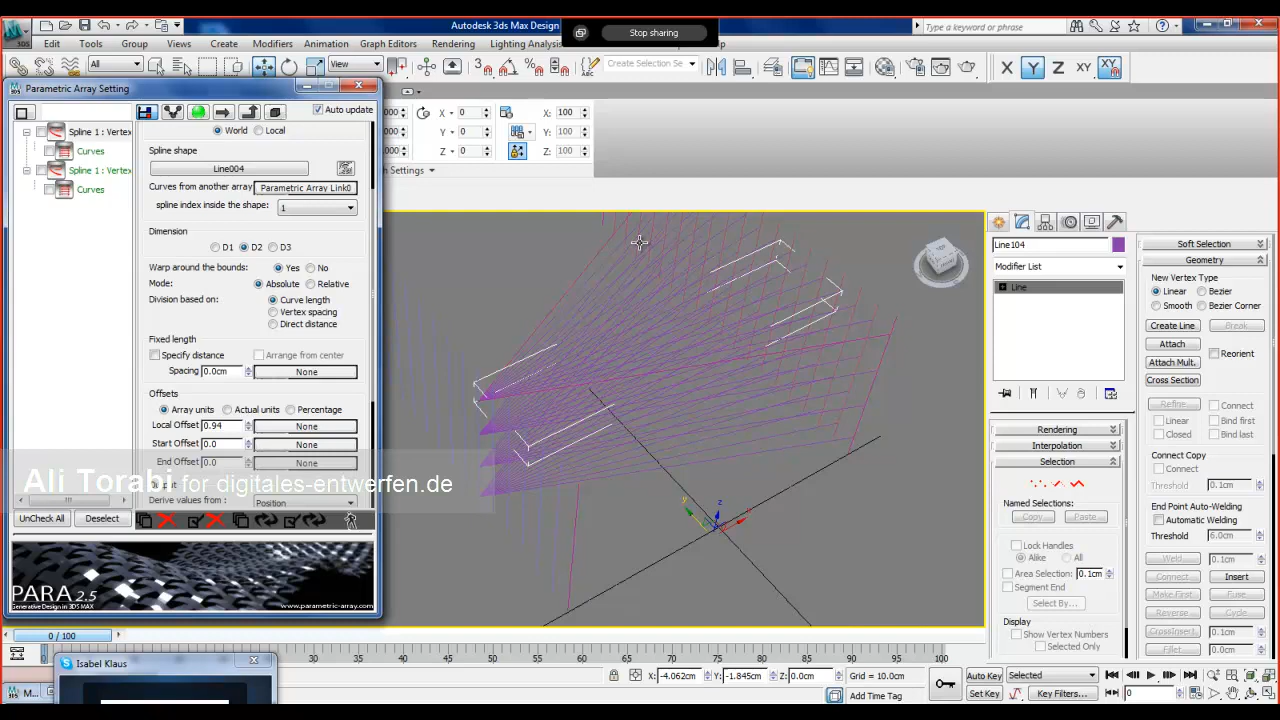 Autodesk 3ds Max Design
Stop sharing
Type a keyword or phrase
Edit Tools Group Views Create Modifiers Animation Graph Editors Rendering Lighting Analysis
All
View
Create Selection Se
X Y Z XY
Parametric Array Setting
Auto update
X: 0 X: 100
Y: 0 Y: 100
Z: 0 Z: 100
Settings
Spline 1 : Vertex
Curves
Spline 1 : Vertex
Curves
World Local
Spline shape
Line004
Curves from another array Parametric Array Link0
spline index inside the shape: 1
Dimension
D1 D2 D3
Warp around the bounds: Yes No
Mode: Absolute Relative
Division based on: Curve length
Vertex spacing
Direct distance
Fixed length
Specify distance Arrange from center
Spacing 0.0cm None
Offsets
Array units Actual units Percentage
Local Offset 0.94 None
Start Offset 0.0 None
End Offset 0.0 None
Output
Derive values from: Position
UnCheck All Deselect
PARA 2.5
Generative Design in 3DS MAX
www.parametric-array.com
Ali Torabi for digitales-entwerfen.de
x y z
Line104
Modifier List
Line
Rendering
Interpolation
Selection
Named Selections:
Copy Paste
Lock Handles
Alike All
Area Selection: 0.1cm
Segment End
Select By...
Display
Show Vertex Numbers
Selected Only
Soft Selection
Geometry
New Vertex Type
Linear Bezier
Smooth Bezier Corner
Create Line Break
Attach Reorient
Attach Mult.
Cross Section
Refine Connect
Linear Bind first
Closed Bind last
Connect Copy
Connect
Threshold 0.1cm
End Point Auto-Welding
Automatic Welding
Threshold 6.0cm
Weld 0.1cm
Connect Insert
Make First Fuse
Reverse Cycle
CrossInsert 0.1cm
Fillet 0.0cm
0 / 100
30 35 40 45 50 55 60 65 70 75 80 85 90 95 100
Isabel Klaus
X: -4.062cm Y: -1.845cm Z: 0.0cm Grid = 10.0cm
Add Time Tag
Auto Key Selected
Set Key Key Filters...
0